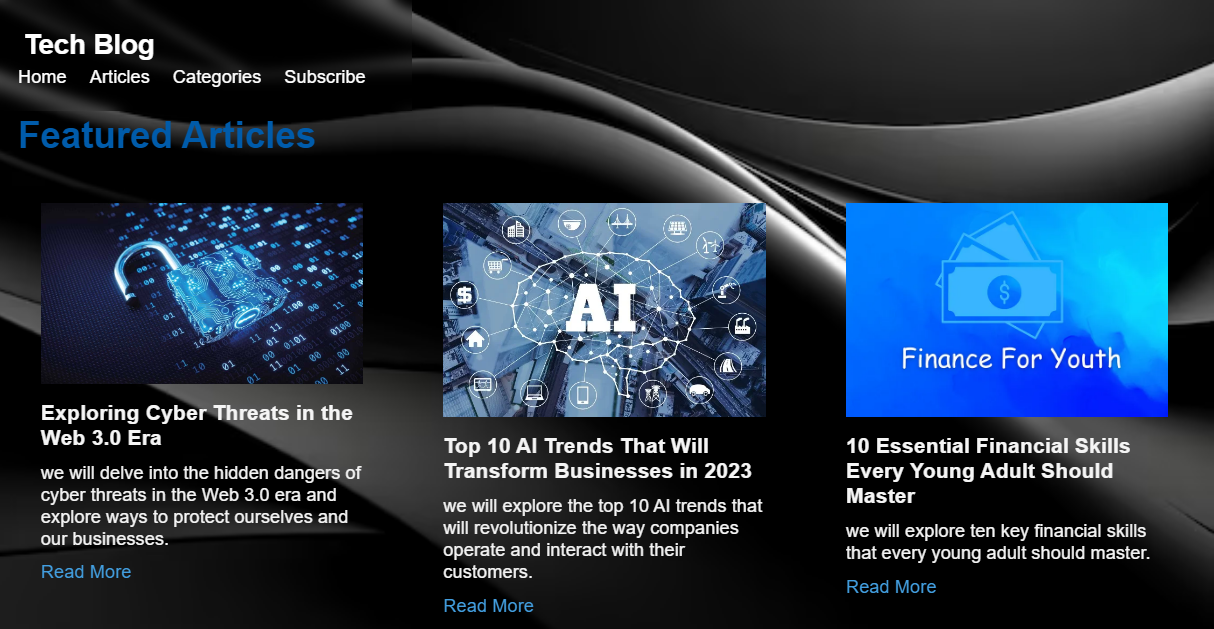 Tech Blog
Home Articles Categories Subscribe
Featured Articles
Exploring Cyber Threats in the
Web 3.0 Era
we will delve into the hidden dangers of
cyber threats in the Web 3.0 era and
explore ways to protect ourselves and
our businesses.
Read More
AI
Top 10 AI Trends That Will
Transform Businesses in 2023
we will explore the top 10 AI trends that
will revolutionize the way companies
operate and interact with their
customers.
Read More
Finance For Youth
10 Essential Financial Skills
Every Young Adult Should
Master
we will explore ten key financial skills
that every young adult should master.
Read More